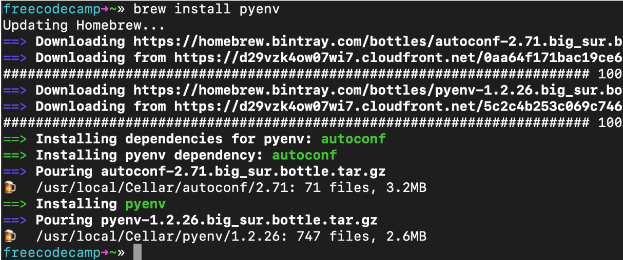 freecodecamp→~» brew install pyenv
Updating Homebrew...
==> Downloading https://homebrew.bintray.com/bottles/autoconf-2.71.big_sur.b
==> Downloading from https://d29vzk4ow07wi7.cloudfront.net/0aa64f171bac19ce6
######################################################################## 100
==> Downloading https://homebrew.bintray.com/bottles/pyenv-1.2.26.big_sur.bo
==> Downloading from https://d29vzk4ow07wi7.cloudfront.net/5c2c4b253c069c746
######################################################################## 100
==> Installing dependencies for pyenv: autoconf
==> Installing pyenv dependency: autoconf
==> Pouring autoconf-2.71.big_sur.bottle.tar.gz
🍺 /usr/local/Cellar/autoconf/2.71: 71 files, 3.2MB
==> Installing pyenv
==> Pouring pyenv-1.2.26.big_sur.bottle.tar.gz
🍺 /usr/local/Cellar/pyenv/1.2.26: 747 files, 2.6MB
freecodecamp→~»